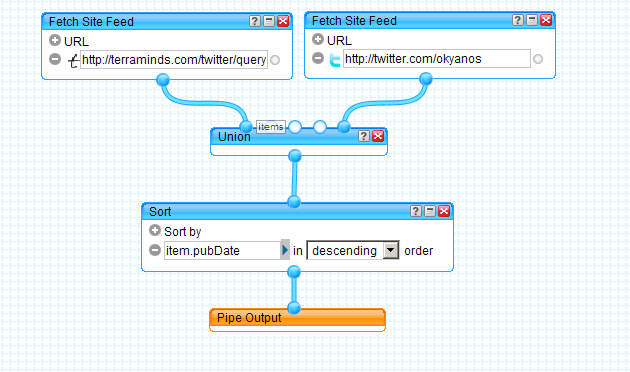 Fetch Site Feed
URL
http://terraminds.com/twitter/query
Fetch Site Feed
URL
http://twitter.com/okyanos
items
Union
Sort
Sort by
item.pubDate in descending order
Pipe Output